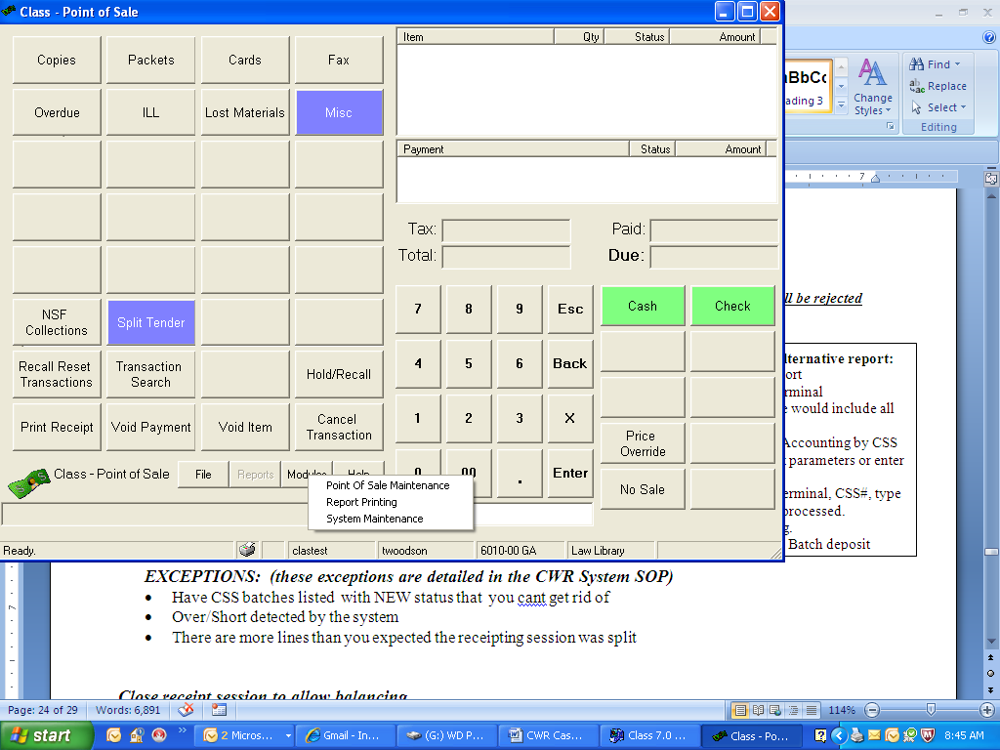 Class - Point of Sale
Copies
Packets
Cards
Fax
Overdue
ILL
Lost Materials
Misc
NSF
Collections
Split Tender
Recall Reset
Transactions
Transaction
Search
Hold/Recall
Print Receipt
Void Payment
Void Item
Cancel
Transaction
Item Qty Status Amount
Payment Status Amount
Tax: Paid:
Total: Due:
7 8 9 Esc
4 5 6 Back
1 2 3 X
0 00 . Enter
Cash
Check
Price
Override
No Sale
Class - Point of Sale
File
Reports
Modules
Help
Point Of Sale Maintenance
Report Printing
System Maintenance
Ready. clastest twoodson 6010-00 GA Law Library
ading 3
Change
Styles
Find
Replace
Select
Editing
7
ll be rejected
lternative report:
ort
rminal
e would include all
Accounting by CSS
t parameters or enter
erminal, CSS#, type
processed.
g.
Batch deposit
7
EXCEPTIONS: (these exceptions are detailed in the CWR System SOP)
• Have CSS batches listed with NEW status that you cant get rid of
• Over/Short detected by the system
• There are more lines than you expected the receipting session was split
Close receipt session to allow balancing
Page: 24 of 29 Words: 6,891 114%
start
2 Micros...
Gmail - In...
(G:) WD P...
CWR Cas...
Class 7.0 ...
Class - Po...
8:45 AM